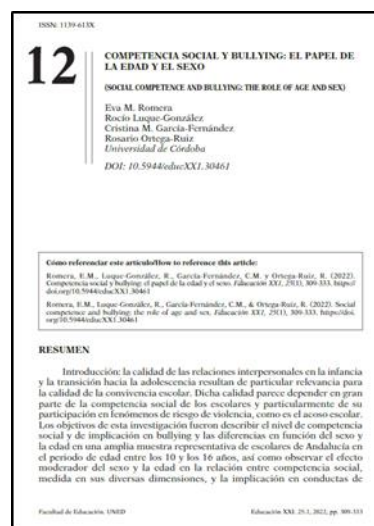 ISSN: 1139-613X
12
COMPETENCIA SOCIAL Y BULLYING: EL PAPEL DE
LA EDAD Y EL SEXO
(SOCIAL COMPETENCE AND BULLYING: THE ROLE OF AGE AND SEX)
Eva M. Romera
Rocío Luque-González
Cristina M. García-Fernández
Rosario Ortega-Ruiz
Universidad de Córdoba
DOI: 10.5944/educXX1.30461
Cómo referenciar este artículo/How to reference this article:
Romera, E.M., Luque-González, R., García-Fernández, C.M. y Ortega-Ruiz, R. (2022).
Competencia social y bullying: el papel de la edad y el sexo. Educación XX1, 25(1), 309-333. https://
doi.org/10.5944/educXX1.30461
Romera, E.M., Luque-González, R., García-Fernández, C.M., & Ortega-Ruiz, R. (2022). Social
competence and bullying: the role of age and sex. Educación XX1, 25(1), 309-333. https://doi.
org/10.5944/educXX1.30461
RESUMEN
Introducción: la calidad de las relaciones interpersonales en la infancia
y la transición hacia la adolescencia resultan de particular relevancia para
la calidad de la convivencia escolar. Dicha calidad parece depender en gran
parte de la competencia social de los escolares y particularmente de su
participación en fenómenos de riesgo de violencia, como es el acoso escolar.
Los objetivos de esta investigación fueron describir el nivel de competencia
social y de implicación en bullying y las diferencias en función del sexo y
la edad en una amplia muestra representativa de escolares de Andalucía en
el periodo de edad entre los 10 y los 16 años, así como observar el efecto
moderador del sexo y la edad en la relación entre competencia social,
medida en sus diversas dimensiones, y la implicación en conductas de
Facultad de Educación. UNED
Educación XX1. 25.1, 2022, pp. 309-333